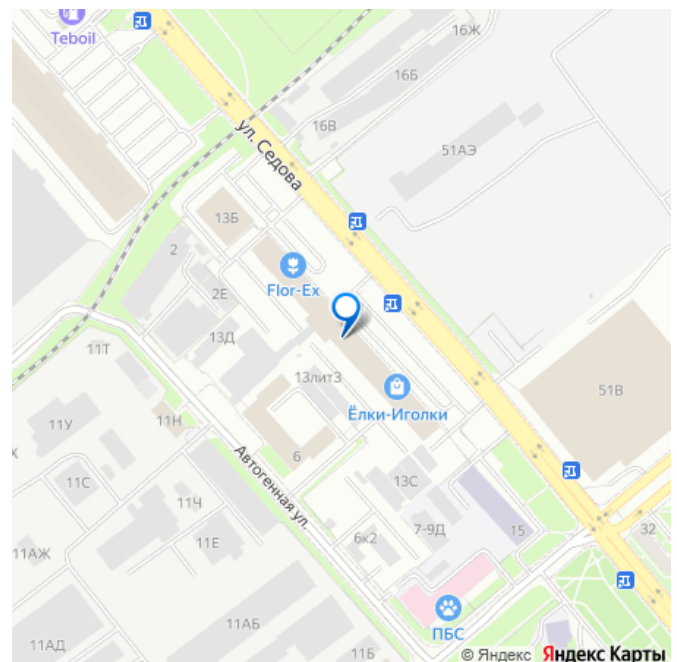 Teboil
16Ж
16Б
16В
51АЭ
ул. Седова
13Б
2
Flor-Ex
2Е
13Д
11Т
13литЗ
51В
Ёлки-Иголки
11У
11Н
6
Автогенная ул.
13С
11С
11Ч
6к2
7-9Д
15
32
11Е
11АЖ
ПБС
11АБ
11АД
11Б
© Яндекс Яндекс Карты